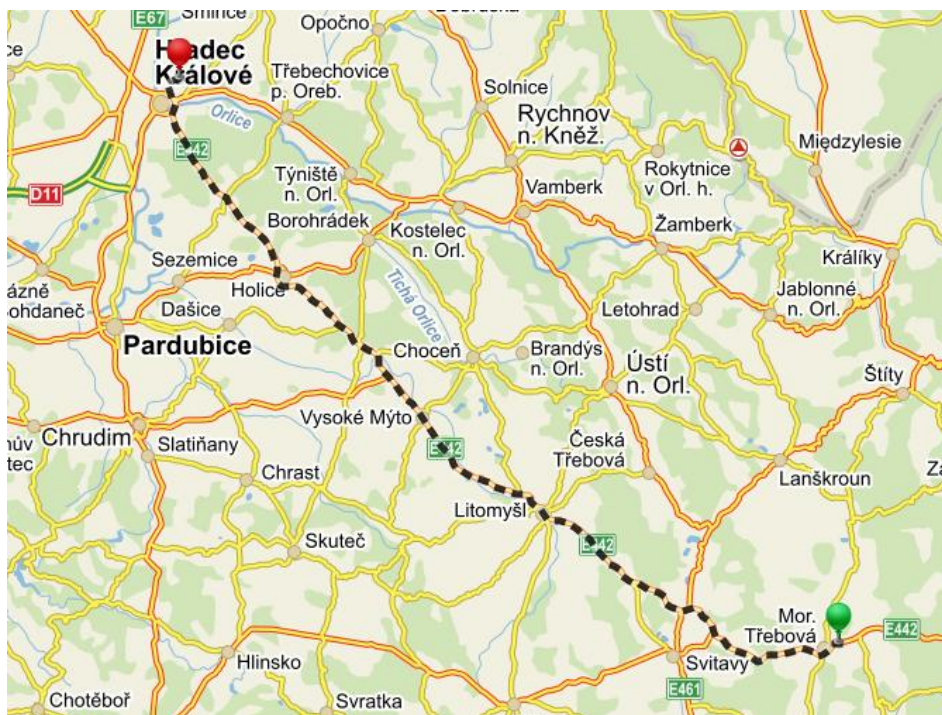 Smiřice
E67
Opočno
Hradec
Králové
Třebechovice
p. Oreb.
Solnice
Orlice
Rychnov
n. Kněž.
E442
Międzylesie
Rokytnice
v Orl. h.
Týniště
n. Orl.
D11
Vamberk
Borohrádek
Kostelec
n. Orl.
Žamberk
Sezemice
Králíky
Holice
Tichá Orlice
ázně
Bohdaneč
Dašice
Letohrad
Jablonné
n. Orl.
Pardubice
Choceň
Brandýs
n. Orl.
Ústí
n. Orl.
Štíty
Vysoké Mýto
Chrudim
Slatiňany
E442
Česká
Třebová
Chrast
Lanškroun
Litomyšl
Skuteč
E442
Mor.
Třebová
E442
Hlinsko
Svitavy
E461
Chotěboř
Svratka